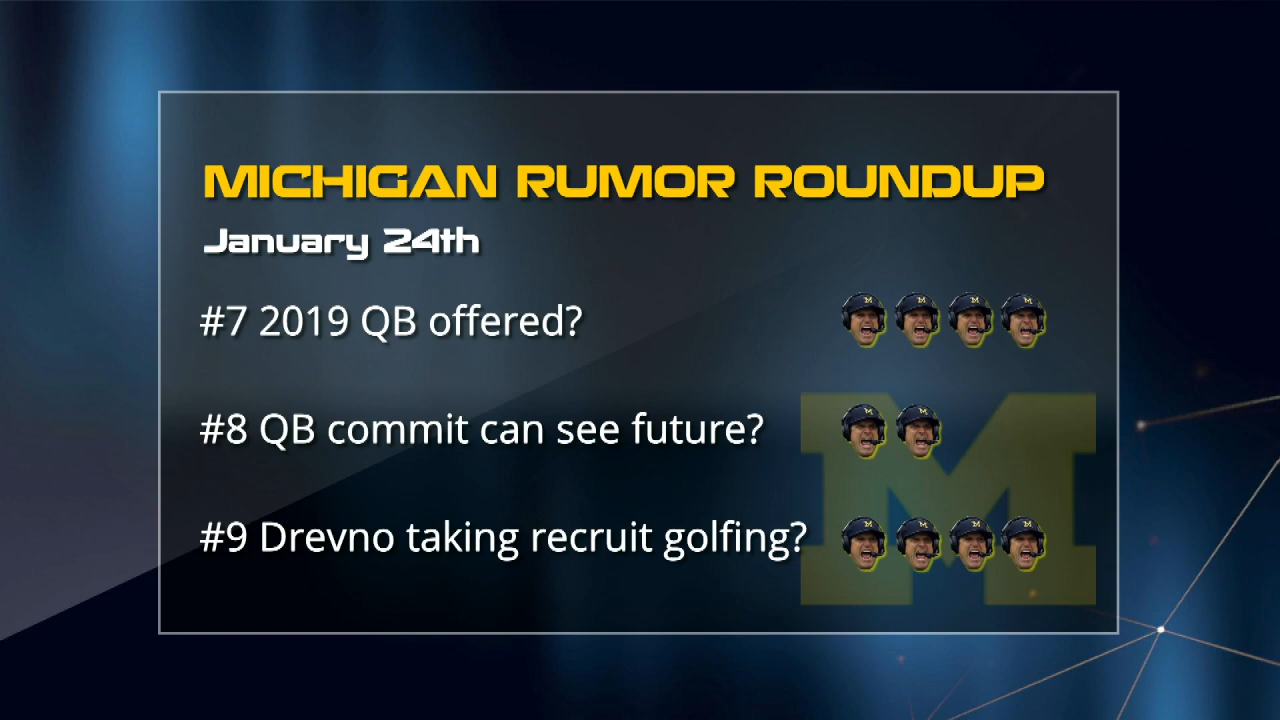 MICHIGAN RUMOR ROUNDUP
January 24th
#7 2019 QB offered?
#8 QB commit can see future?
#9 Drevno taking recruit golfing?